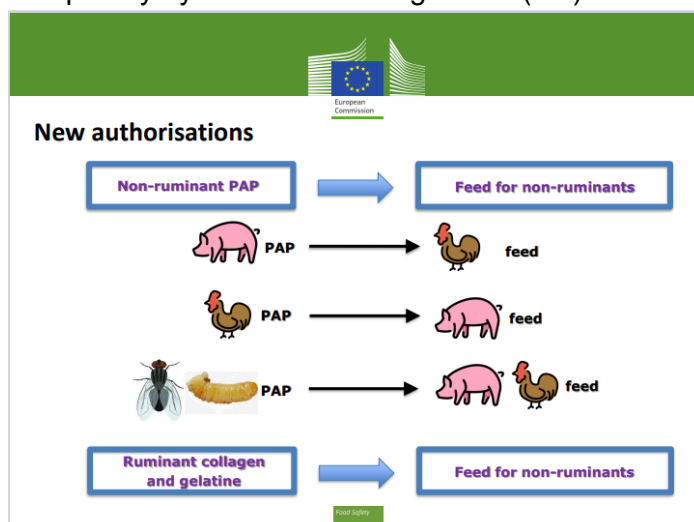 European
Commission
New authorisations
Non-ruminant PAP
Feed for non-ruminants
PAP
feed
PAP
feed
PAP
feed
Ruminant collagen
and gelatine
Feed for non-ruminants
Food Safety